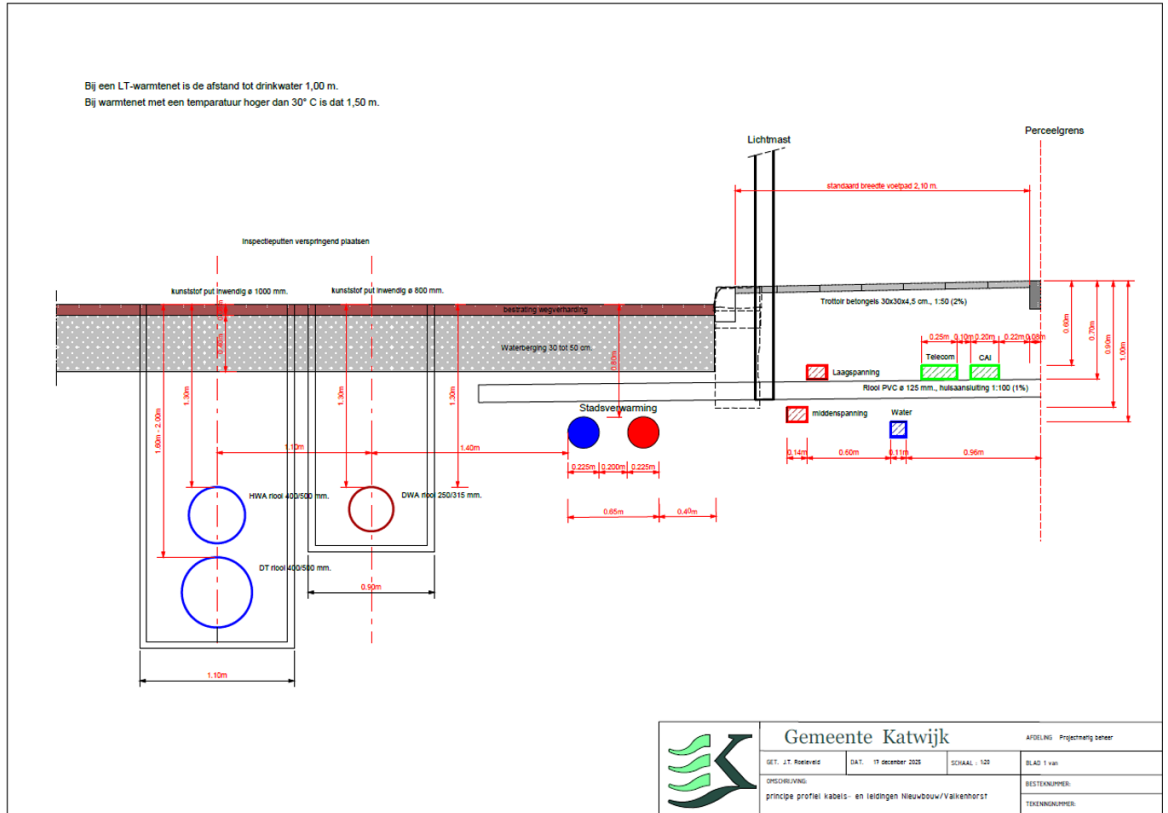 Bij een LT-warmtenet is de afstand tot drinkwater 1,00 m.
Bij warmtenet met een temparatuur hoger dan 30° C is dat 1,50 m.
Perceelgrens
Lichtmast
standaard breedte voetpad 2,10 m.
Inspectieputten verspringend plaatsen
kunststof put inwendig ø 1000 mm.
kunststof put inwendig ø 800 mm.
bestrating wegverharding
Trottoir betongels 30x30x4,5 cm., 1:50 (2%)
0.40m
Waterberging 30 tot 50 cm.
0.80m
0.25m
0.10m
0.20m
0.22m
0.08m
0.60m
0.70m
0.90m
1.00m
Telecom
CAI
Laagspanning
Riool PVC ø 125 mm., huisaansluiting 1:100 (1%)
1.30m
1.30m
1.30m
1.60m - 2.00m
Stadsverwarming
middenspanning
Water
1.10m
1.40m
0.14m
0.60m
0.11m
0.96m
0.225m
0.200m
0.225m
HWA riool 400/500 mm.
DWA riool 250/315 mm.
0.65m
0.40m
DT riool 400/500 mm.
0.90m
1.10m
Gemeente Katwijk
AFDELING Projectmatig beheer
GET. J.T. Roeleveld
DAT. 17 december 2025
SCHAAL : 1:20
BLAD 1 van
OMSCHRIJVING:
principe profiel kabels- en leidingen Nieuwbouw/Valkenhorst
BESTEKNUMMER:
TEKENINGNUMMER: